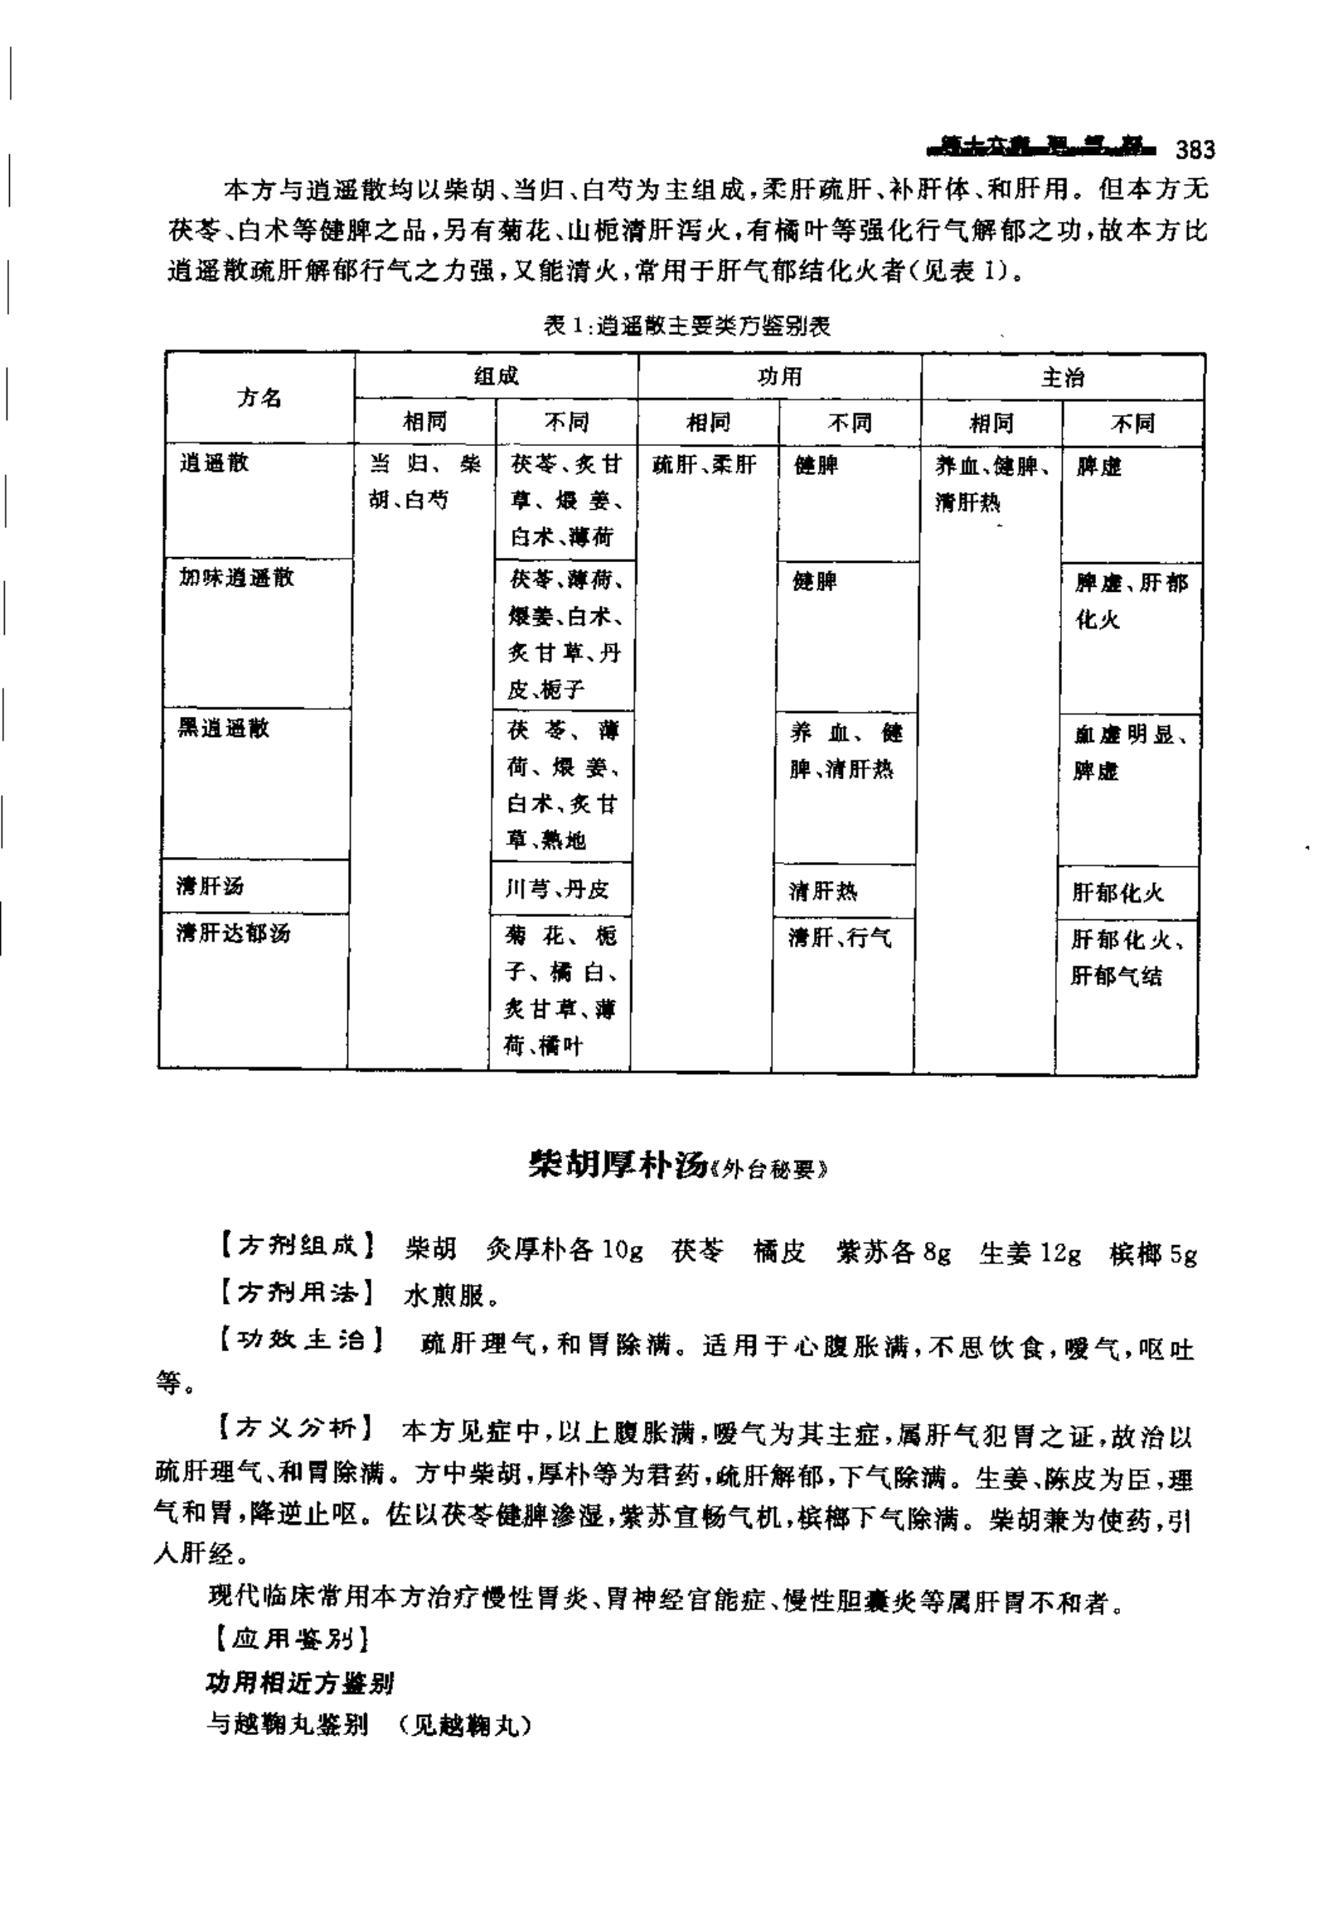 383
本方与逍遥散均以柴胡、当归、白芍为主组成,柔肝疏肝、补肝体、和肝用。但本方无
茯苓、白术等健脾之品,另有菊花、山栀清肝泻火,有橘叶等强化行气解郁之功,故本方比
逍遥散疏肝解郁行气之力强,又能清火,常用于肝气郁结化火者(见表1)。
表1:逍遥散主要类方鉴别表
方名 组成 功用 主治
相同 不同 相同 不同 相同 不同
逍遥散 当归、柴 茯苓、炙甘 疏肝、柔肝 健脾 养血、健脾、 脾虚
胡、白芍 草、煨姜、 清肝热
白术、薄荷
加味逍遥散 茯苓、薄荷、 健脾 脾虚、肝郁
煨姜、白术、 化火
炙甘草、丹
皮、栀子
黑逍遥散 茯苓、薄 养血、健 血虚明显、
荷、煨姜、 脾、清肝热 脾虚
白术、炙甘
草、熟地
清肝汤 川芎、丹皮 清肝热 肝郁化火
清肝达郁汤 菊花、栀 清肝、行气 肝郁化火、
子、橘白、 肝郁气结
炙甘草、薄
荷、橘叶
柴胡厚朴汤《外台秘要》
【方剂组成】 柴胡 灸厚朴各10g 茯苓 橘皮 紫苏各8g 生姜12g 槟榔5g
【方剂用法】 水煎服。
【功效主治】 疏肝理气,和胃除满。适用于心腹胀满,不思饮食,嗳气,呕吐
等。
【方义分析】 本方见症中,以上腹胀满,嗳气为其主症,属肝气犯胃之证,故治以
疏肝理气、和胃除满。方中柴胡,厚朴等为君药,疏肝解郁,下气除满。生姜、陈皮为臣,理
气和胃,降逆止呕。佐以茯苓健脾渗湿,紫苏宣畅气机,槟榔下气除满。柴胡兼为使药,引
入肝经。
现代临床常用本方治疗慢性胃炎、胃神经官能症、慢性胆囊炎等属肝胃不和者。
【应用鉴别】
功用相近方鉴别
与越鞠丸鉴别 (见越鞠丸)